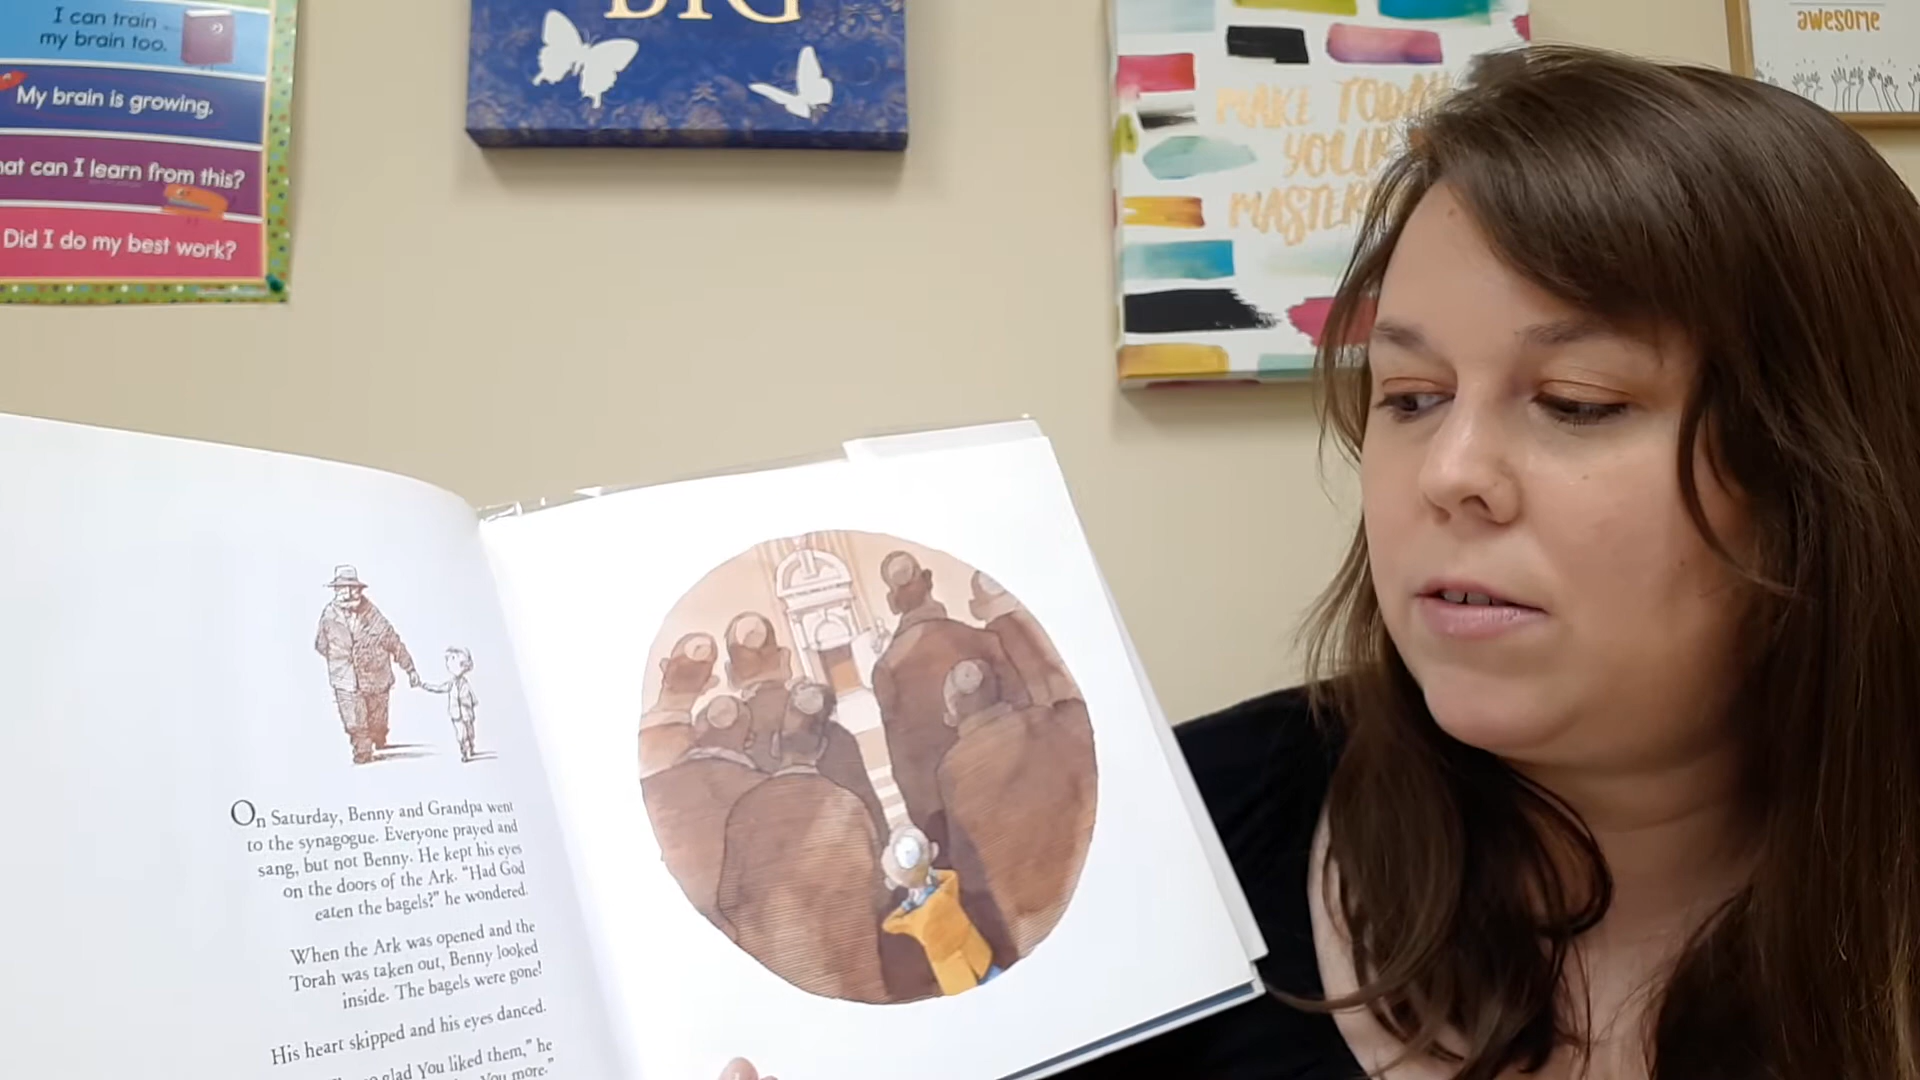 I can train
my brain too.
My brain is growing,
can I learn from this?
Did I do my best work?
BIG
MAKE TODAY
awesome
On Saturday, Benny and Grandpa went
to the synagogue. Everyone prayed and
sang, but not Benny. He kept his eyes
on the doors of the Ark. "Had God
eaten the bagels?" he wondered.
When the Ark was opened and the
Torah was taken out, Benny looked
inside. The bagels were gone!
His heart skipped and his eyes danced.
glad You liked them," he
You more."